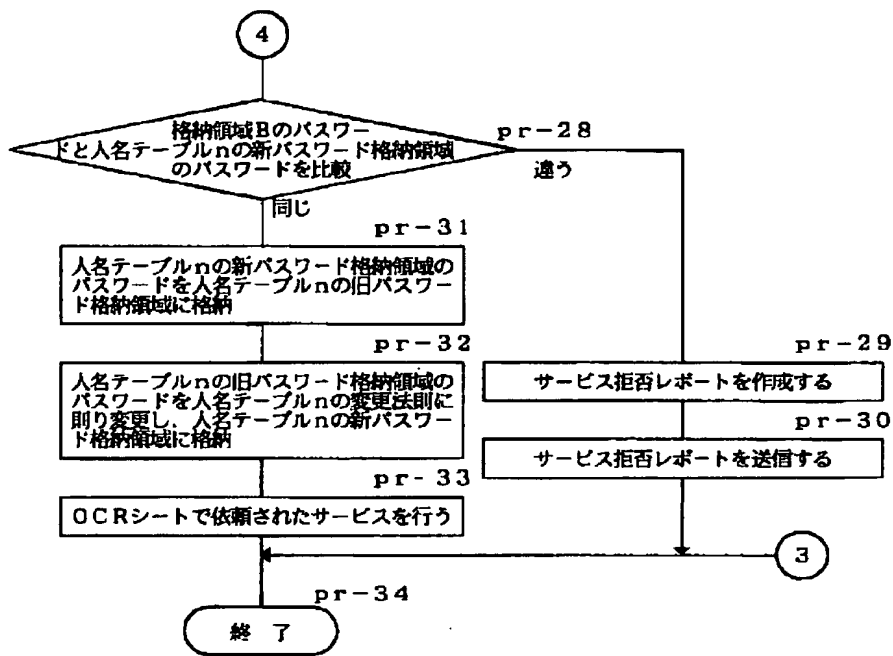 4
格納領域Bのパスワー
ドと人名テーブルnの新パスワード格納領域
のパスワードを比較
pr-28
違う
同じ
pr-31
人名テーブルnの新パスワード格納領域の
パスワードを人名テーブルnの旧パスワー
ド格納領域に格納
pr-32
人名テーブルnの旧パスワード格納領域の
パスワードを人名テーブルnの変更法則に
則り変更し、人名テーブルnの新パスワー
ド格納領域に格納
pr-29
サービス拒否レポートを作成する
pr-30
サービス拒否レポートを送信する
pr-33
OCRシートで依頼されたサービスを行う
3
pr-34
終 了